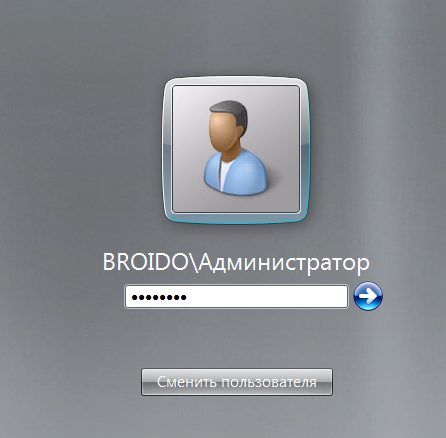 BROIDO\Администратор
••••••••
Сменить пользователя